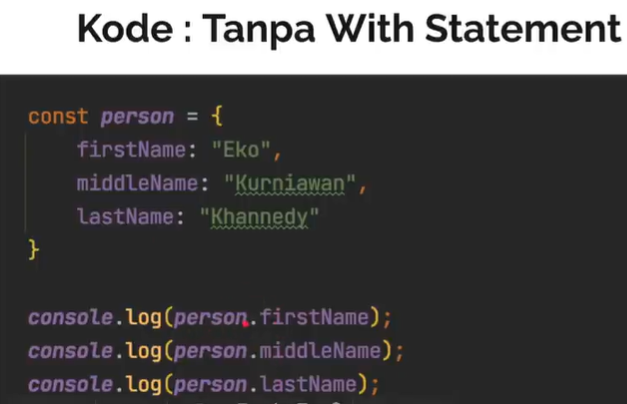 Kode : Tanpa With Statement
const person = {
firstName: "Eko",
middleName: "Kurniawan",
lastName: "Khannedy"
}
console.log(person.firstName);
console.log(person.middleName);
console.log(person.lastName);